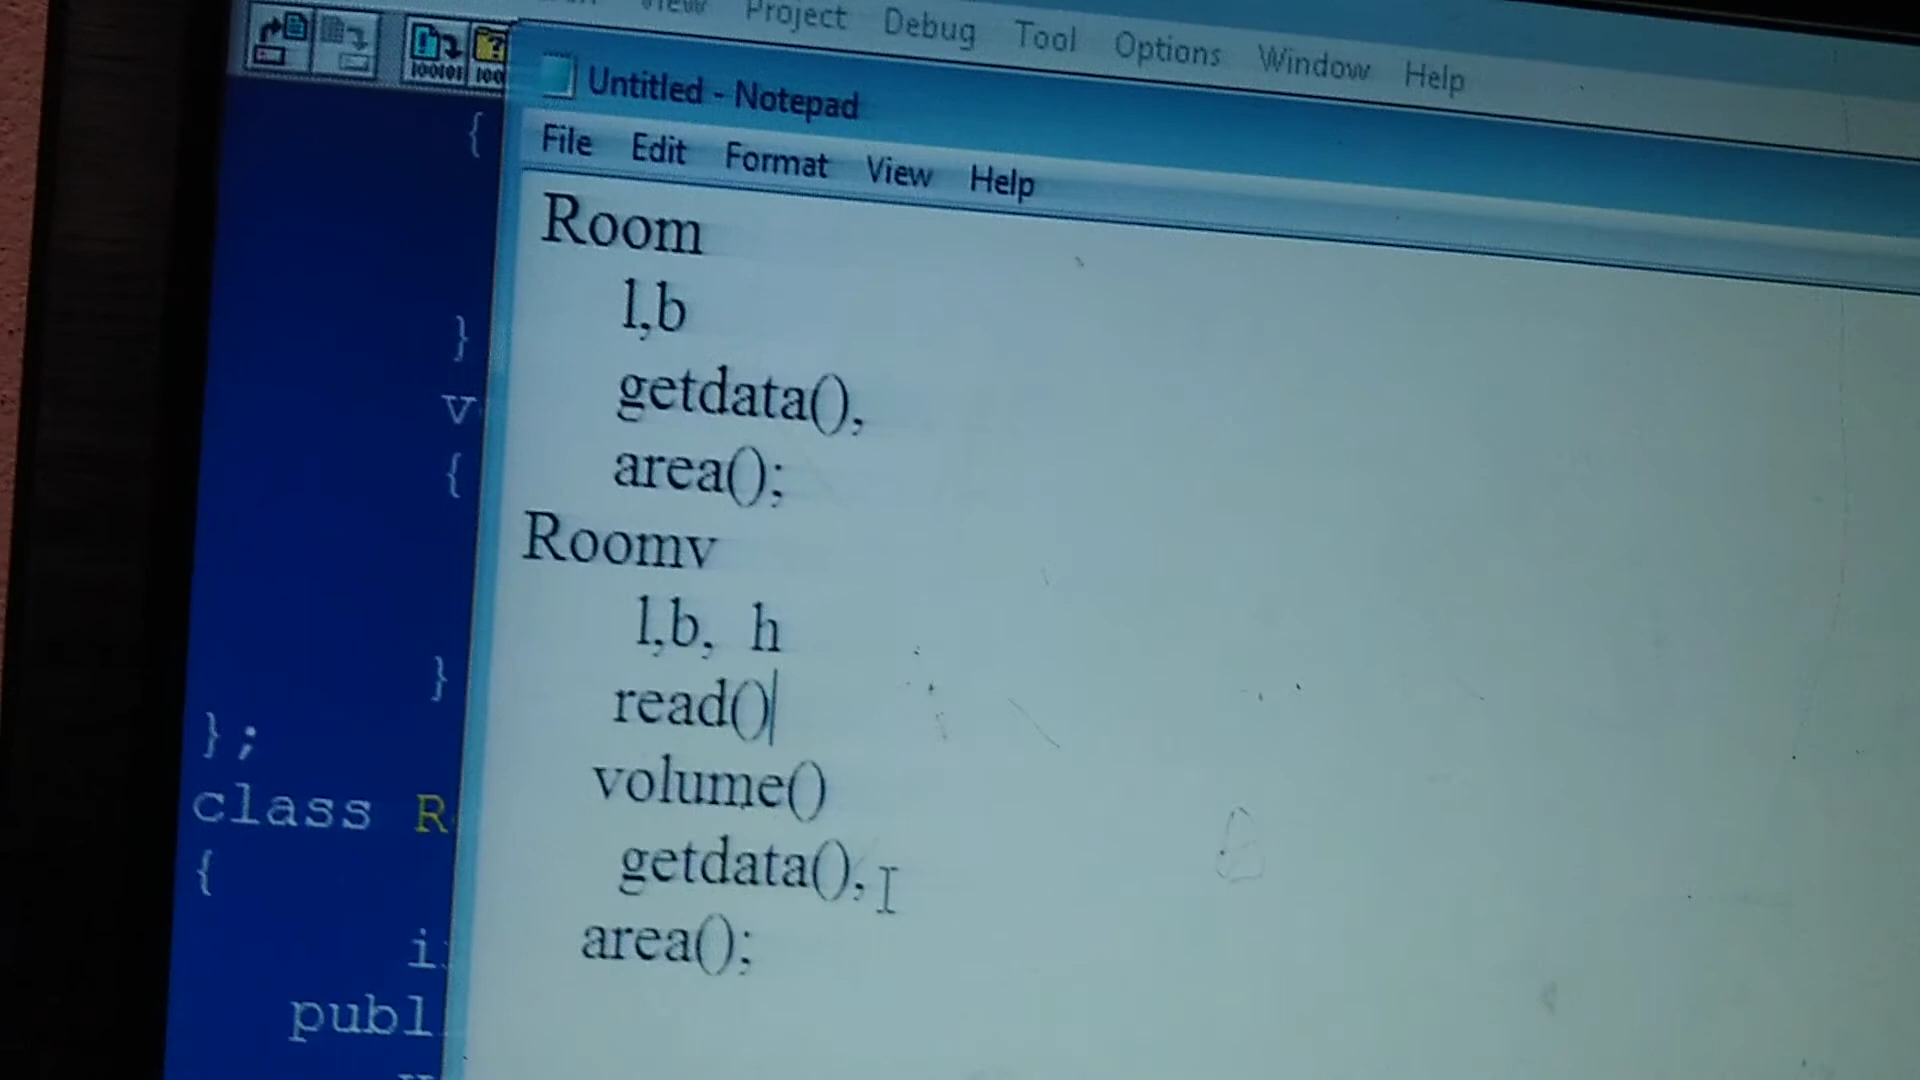 Project Debug Tool Options Window Help
Untitled - Notepad
File Edit Format View Help
Room
l,b
getdata(),
area();
Roomv
l,b, h
read()
volume()
getdata(),
area();
{
}
v
{
}
};
class R
{
publ